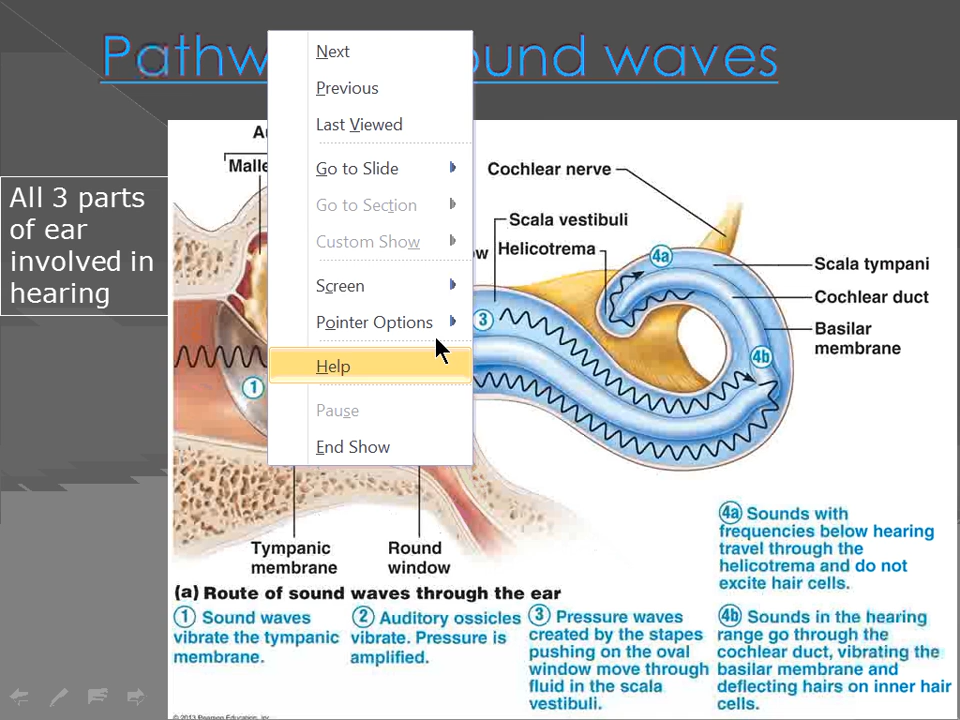 Pathw ound waves
Next
Previous
Last Viewed
Go to Slide
Go to Section
Custom Show
Screen
Pointer Options
Help
Pause
End Show
All 3 parts
of ear
involved in
hearing
Au
Malle
ow
Cochlear nerve
Scala vestibuli
Helicotrema
4a
Scala tympani
Cochlear duct
Basilar
membrane
3
4b
1
Tympanic
membrane
Round
window
(a) Route of sound waves through the ear
1 Sound waves
vibrate the tympanic
membrane.
2 Auditory ossicles
vibrate. Pressure is
amplified.
3 Pressure waves
created by the stapes
pushing on the oval
window move through
fluid in the scala
vestibuli.
4a Sounds with
frequencies below hearing
travel through the
helicotrema and do not
excite hair cells.
4b Sounds in the hearing
range go through the
cochlear duct, vibrating the
basilar membrane and
deflecting hairs on inner hair
cells.
© 2013 Pearson Education, Inc.